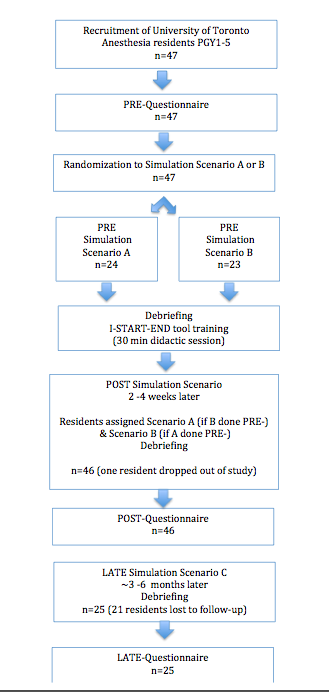 Recruitment of University of Toronto
Anesthesia residents PGY1-5
n=47
PRE-Questionnaire
n=47
Randomization to Simulation Scenario A or B
n=47
PRE
Simulation
Scenario A
n=24
PRE
Simulation
Scenario B
n=23
Debriefing
I-START-END tool training
(30 min didactic session)
POST Simulation Scenario
2 -4 weeks later
Residents assigned Scenario A (if B done PRE-)
& Scenario B (if A done PRE-)
Debriefing
n=46 (one resident dropped out of study)
POST-Questionnaire
n=46
LATE Simulation Scenario C
~3 -6 months later
Debriefing
n=25 (21 residents lost to follow-up)
LATE-Questionnaire
n=25